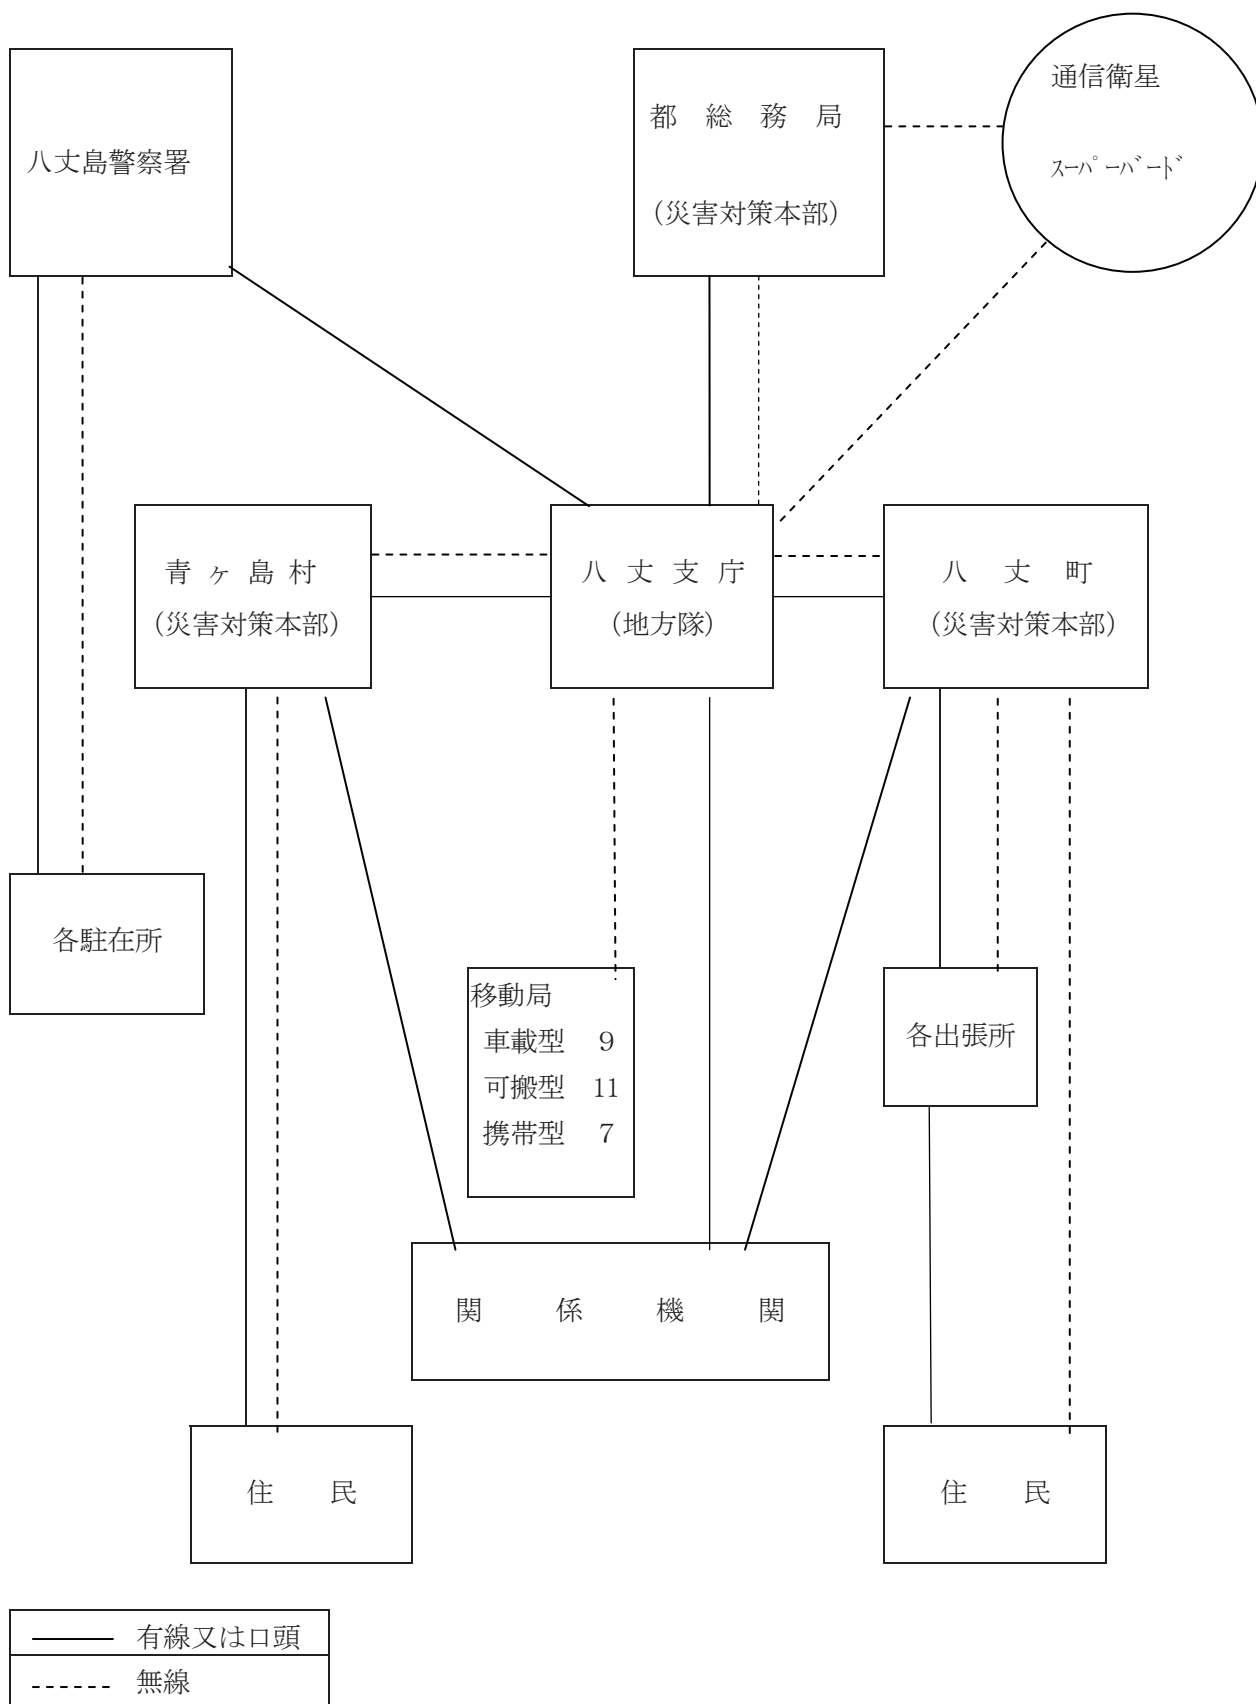 通信衛星
スーパーバード
都 総 務 局
(災害対策本部)
八丈島警察署
青 ヶ 島 村
(災害対策本部)
八 丈 支 庁
(地方隊)
八 丈 町
(災害対策本部)
各駐在所
移動局
車載型 9
可搬型 11
携帯型 7
各出張所
関 係 機 関
住 民
住 民
有線又は口頭
無線